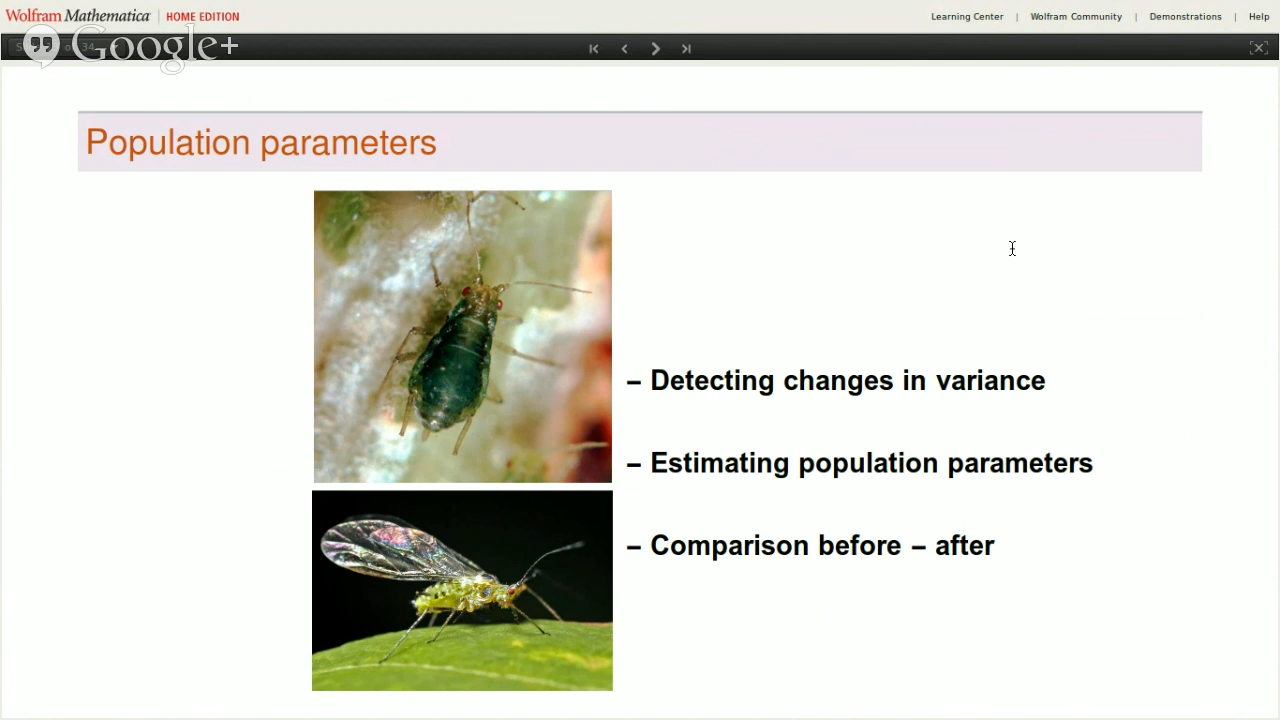 Wolfram Mathematica | HOME EDITION
Learning Center | Wolfram Community | Demonstrations | Help
Google+
34
Population parameters
– Detecting changes in variance
– Estimating population parameters
– Comparison before – after